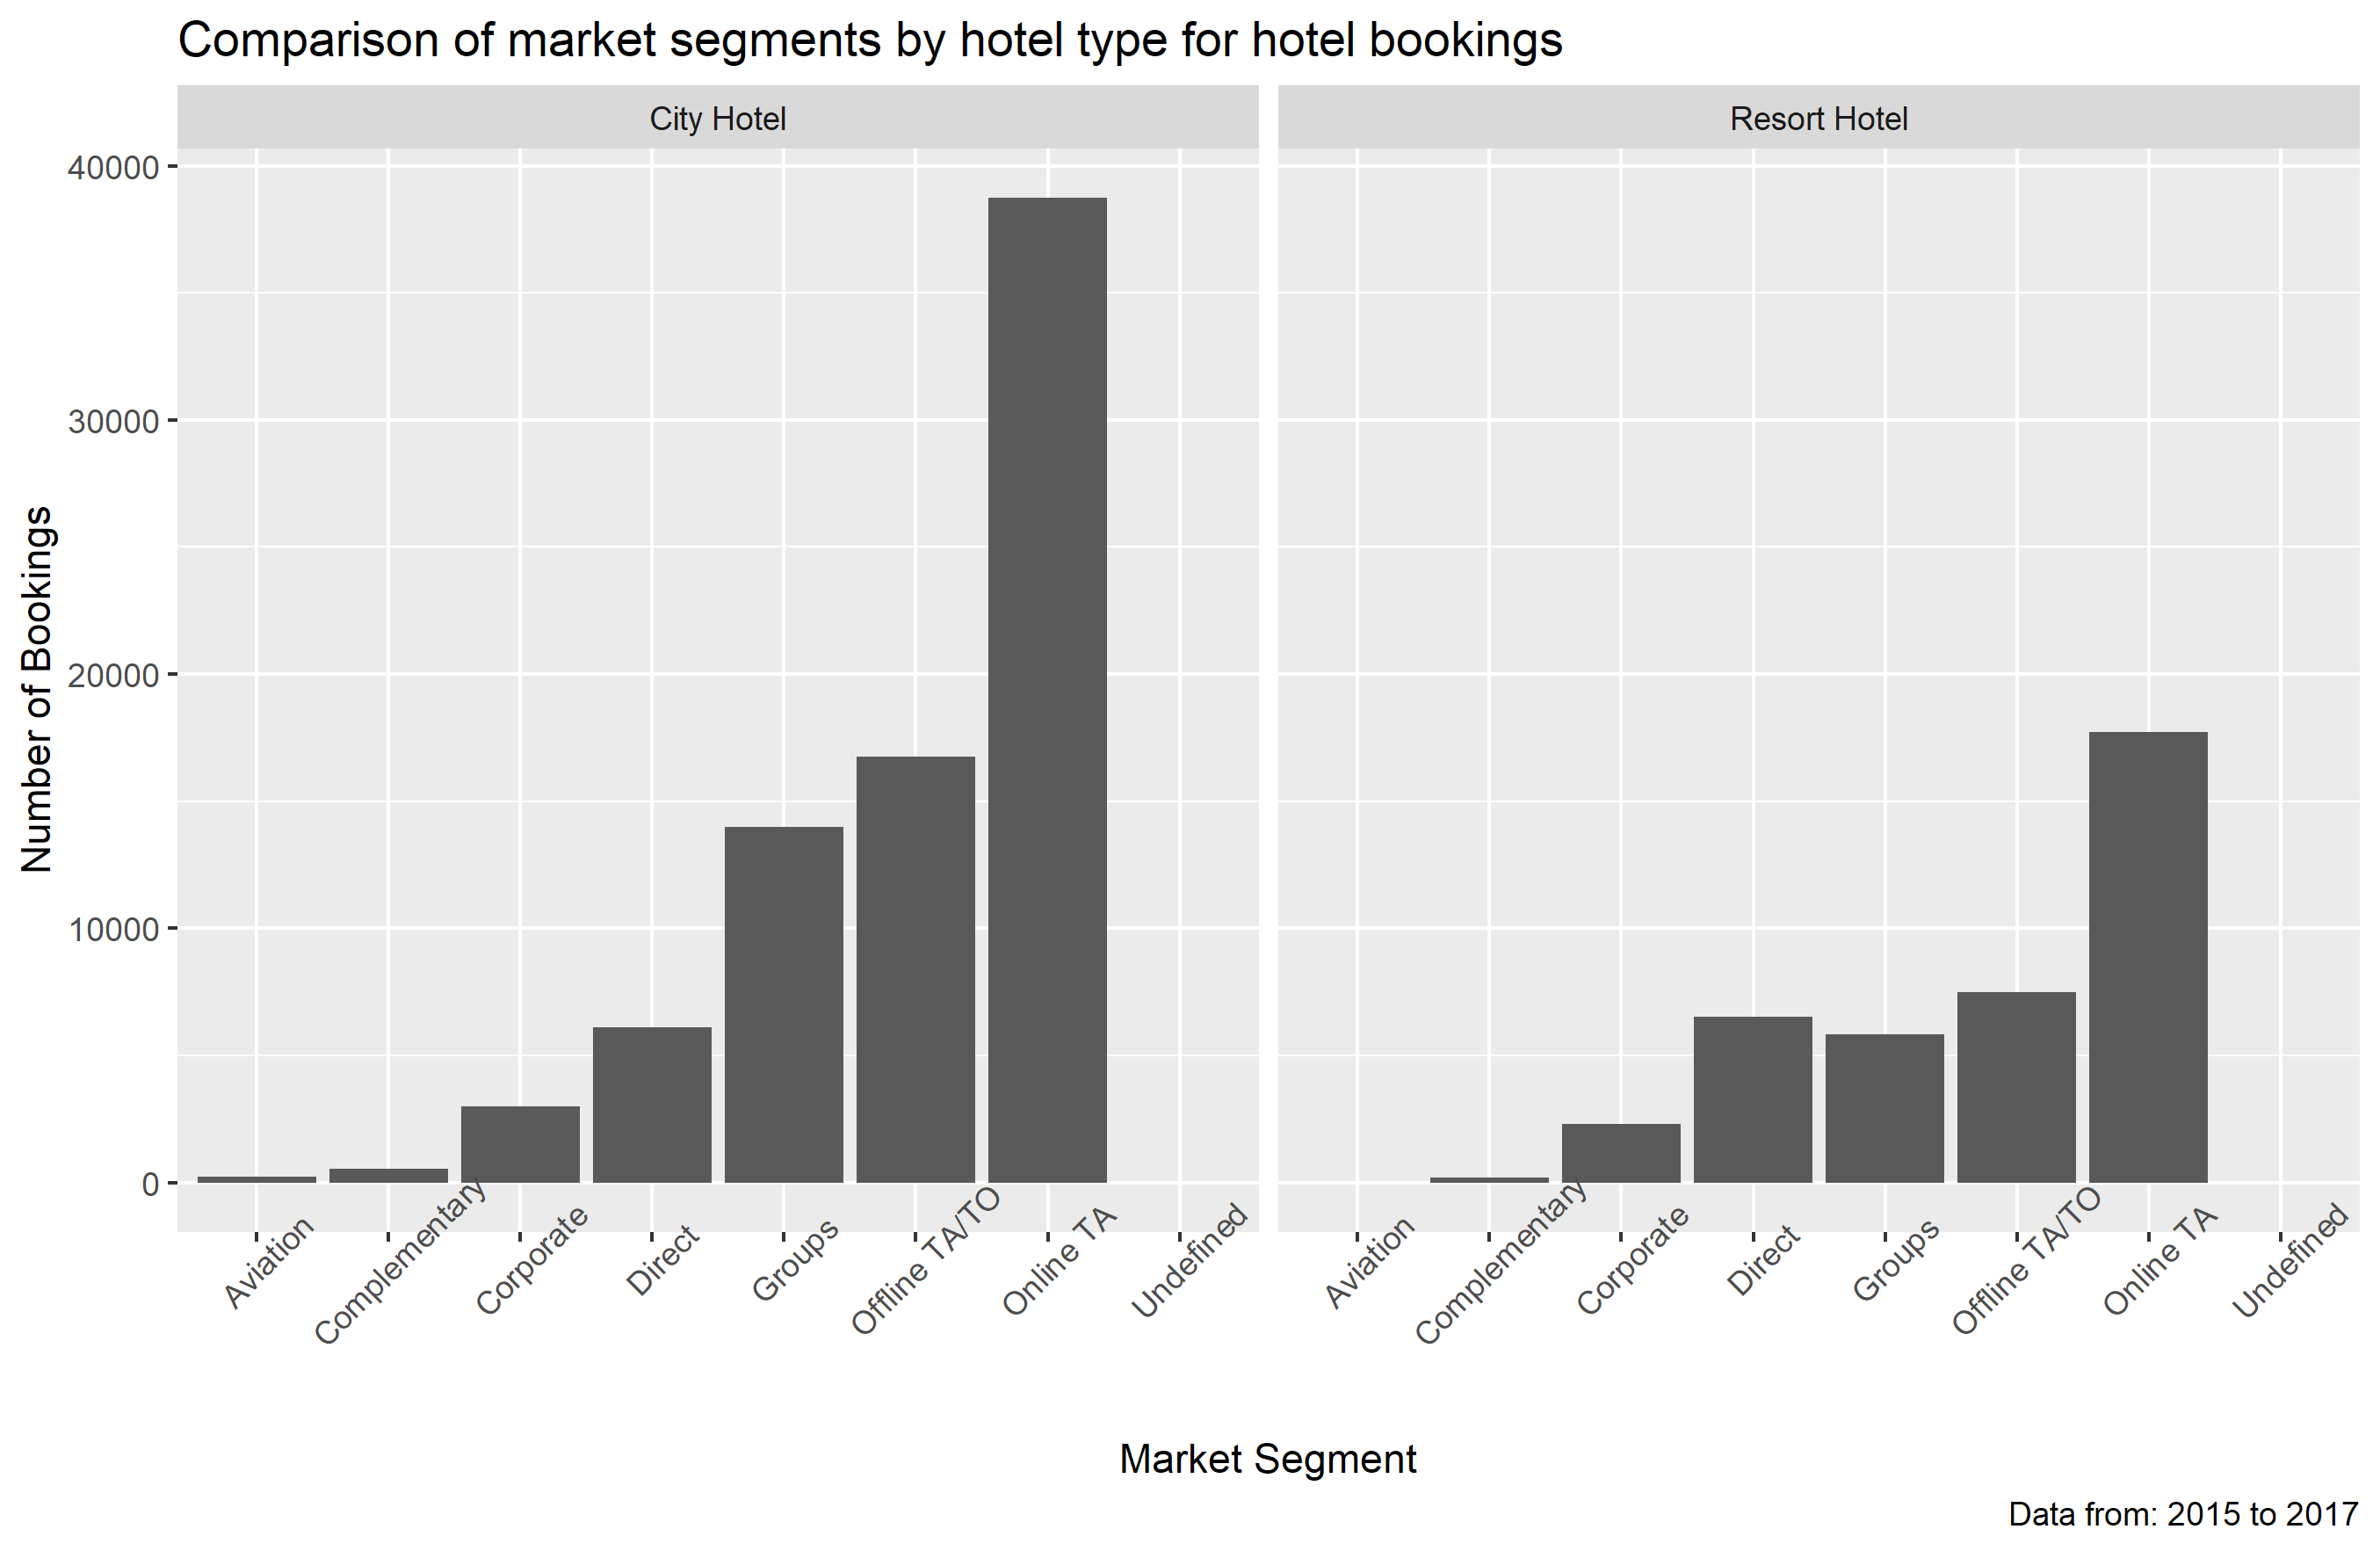 Comparison of market segments by hotel type for hotel bookings
City Hotel
Resort Hotel
Number of Bookings
40000
30000
20000
10000
0
Aviation
Complementary
Corporate
Direct
Groups
Offline TA/TO
Online TA
Undefined
Aviation
Complementary
Corporate
Direct
Groups
Offline TA/TO
Online TA
Undefined
Market Segment
Data from: 2015 to 2017